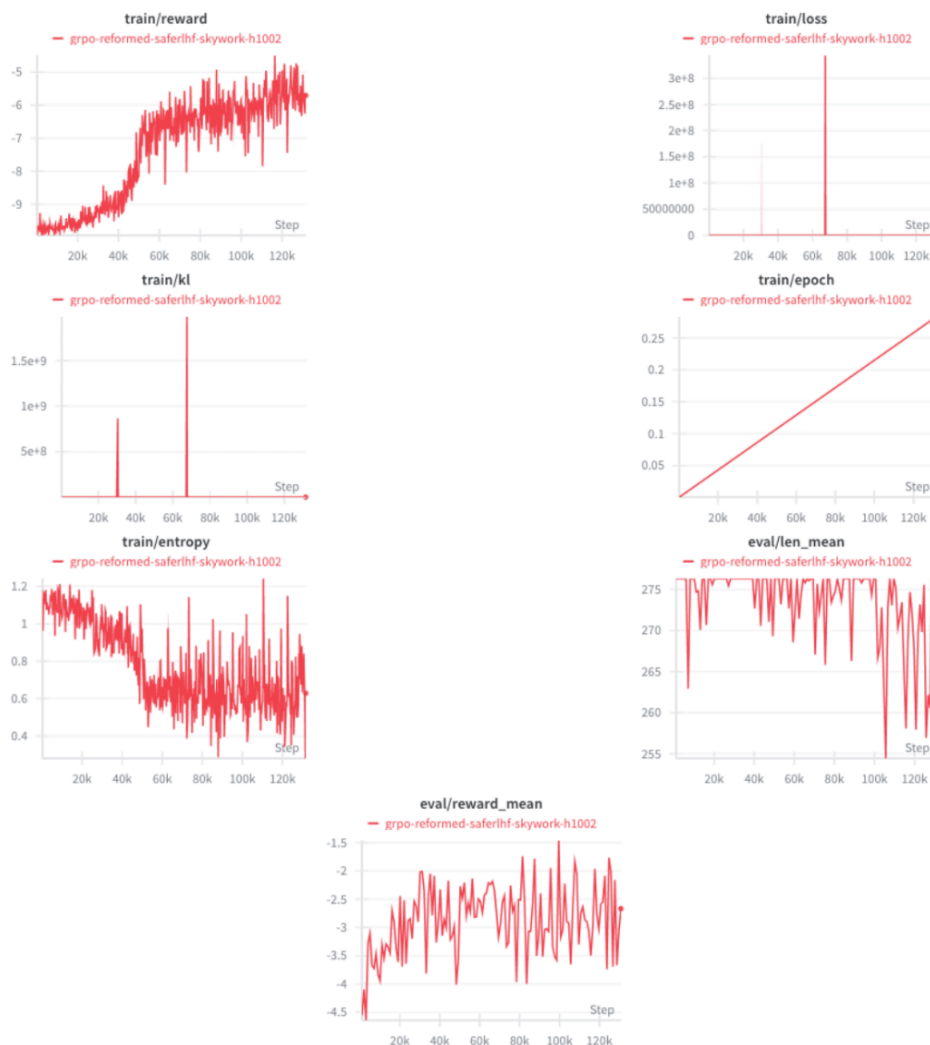 train/reward
grpo-reformed-saferlhf-skywork-h1002
-5
-6
-7
-8
-9
Step
20k 40k 60k 80k 100k 120k
train/loss
grpo-reformed-saferlhf-skywork-h1002
3e+8
2.5e+8
2e+8
1.5e+8
1e+8
50000000
0
Step
20k 40k 60k 80k 100k 120k
train/kl
grpo-reformed-saferlhf-skywork-h1002
1.5e+9
1e+9
5e+8
Step
20k 40k 60k 80k 100k 120k
train/epoch
grpo-reformed-saferlhf-skywork-h1002
0.25
0.2
0.15
0.1
0.05
Step
20k 40k 60k 80k 100k 120k
train/entropy
grpo-reformed-saferlhf-skywork-h1002
1.2
1
0.8
0.6
0.4
Step
20k 40k 60k 80k 100k 120k
eval/len_mean
grpo-reformed-saferlhf-skywork-h1002
275
270
265
260
255
Step
20k 40k 60k 80k 100k 120k
eval/reward_mean
grpo-reformed-saferlhf-skywork-h1002
-1.5
-2
-2.5
-3
-3.5
-4
-4.5
Step
20k 40k 60k 80k 100k 120k